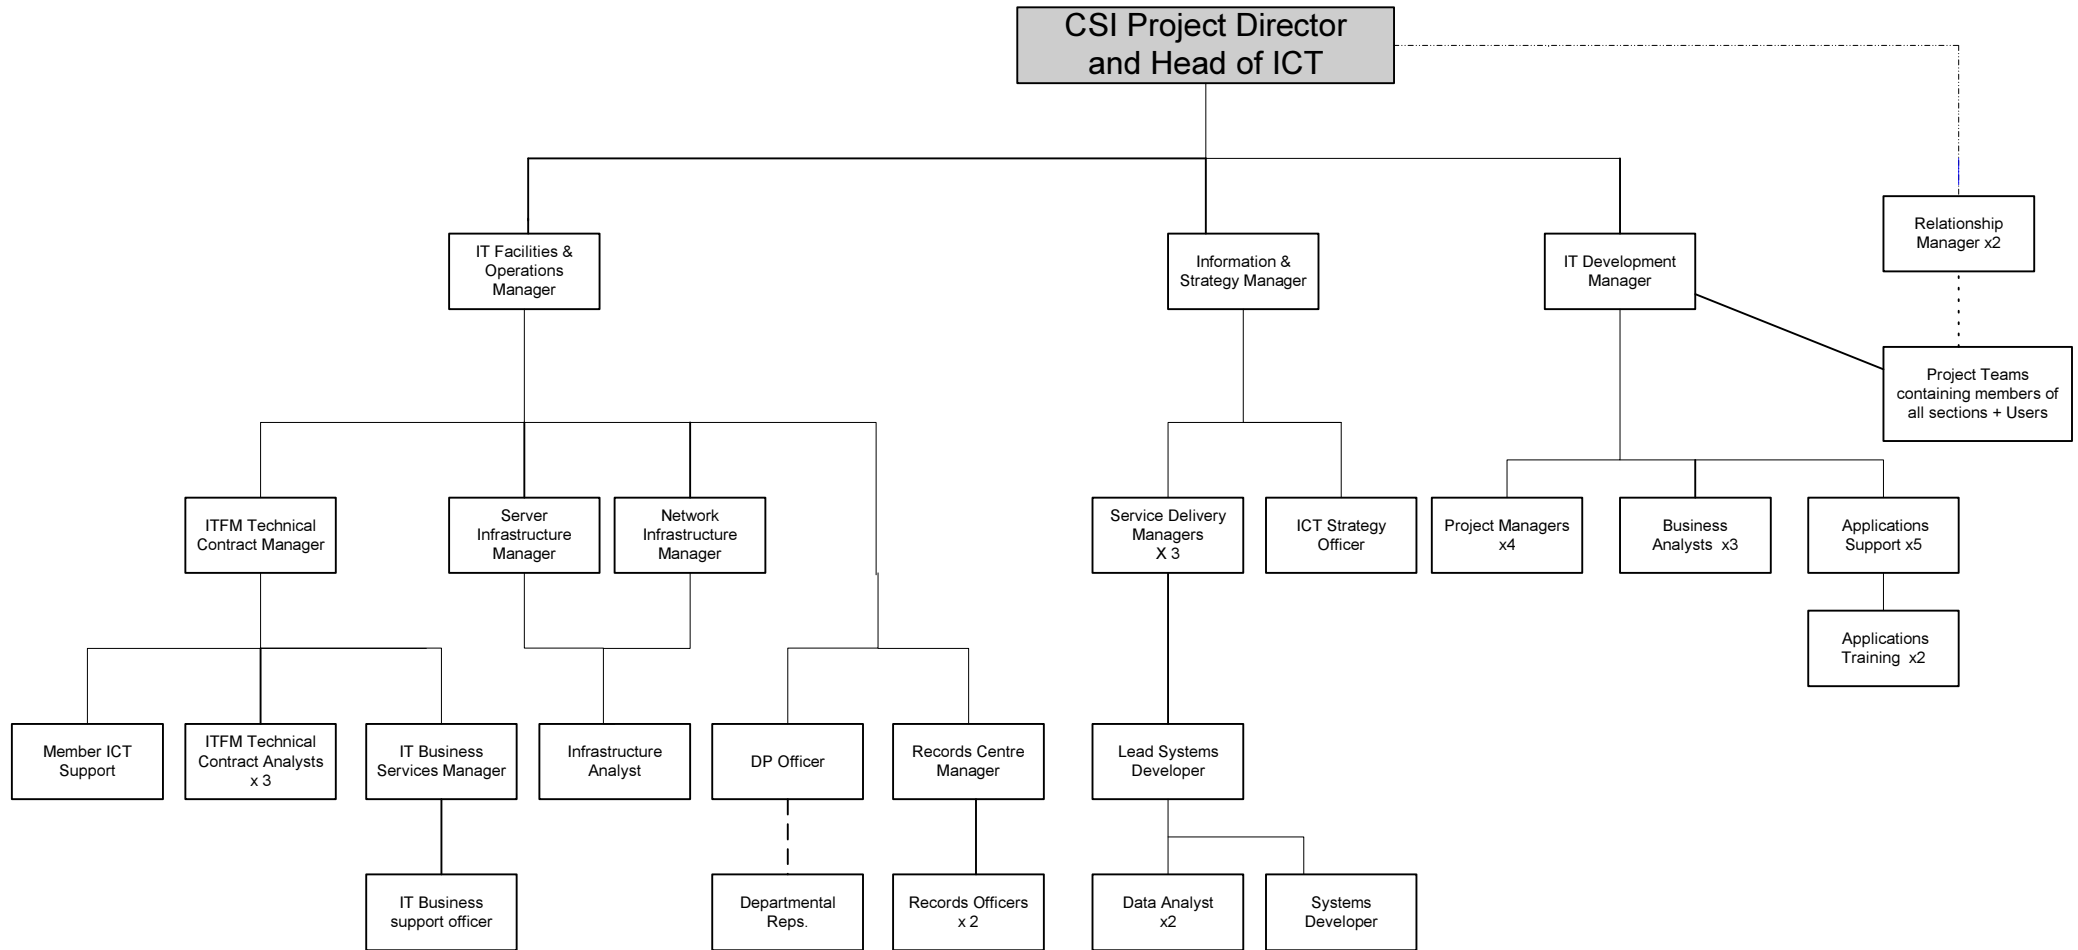 CSI Project Director
and Head of ICT
Relationship
Manager x2
IT Facilities &
Operations
Manager
Information &
Strategy Manager
IT Development
Manager
Project Teams
containing members of
all sections + Users
ITFM Technical
Contract Manager
Server
Infrastructure
Manager
Network
Infrastructure
Manager
Service Delivery
Managers
X 3
ICT Strategy
Officer
Project Managers
x4
Business
Analysts x3
Applications
Support x5
Applications
Training x2
Member ICT
Support
ITFM Technical
Contract Analysts
x 3
IT Business
Services Manager
Infrastructure
Analyst
DP Officer
Records Centre
Manager
Lead Systems
Developer
IT Business
support officer
Departmental
Reps.
Records Officers
x 2
Data Analyst
x2
Systems
Developer